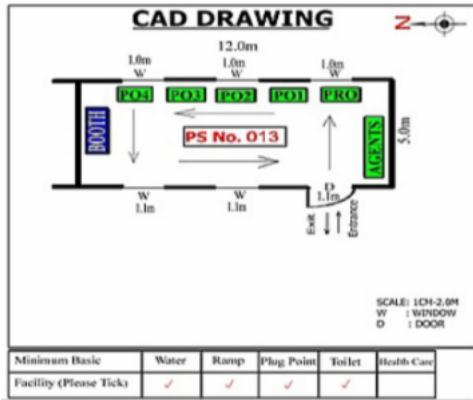 CAD DRAWING
N
12.0m
1.0m 1.0m 1.0m
W W W
PO4 PO3 PO2 PO1 PRO
BOOTH
PS No. 013
AGENTS
5.0m
W W D
1.1m 1.1m 1.1m
Exit Entrance
SCALE: 1CM-2.0M
W : WINDOW
D : DOOR
Minimum Basic Water Ramp Plug Point Toilet Health Care
Facility (Please Tick) ✓ ✓ ✓ ✓